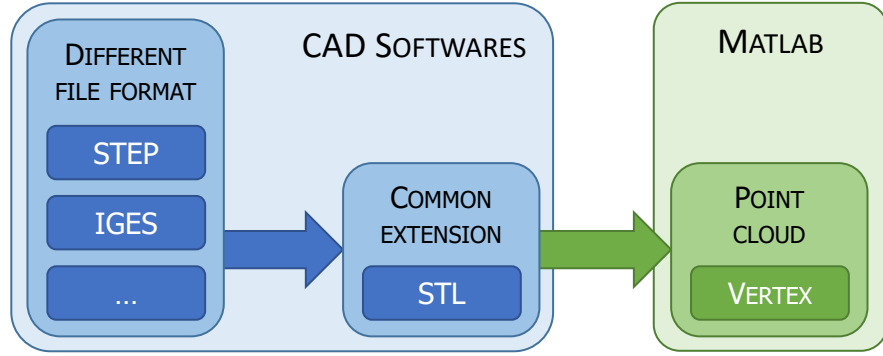 CAD SOFTWARES
DIFFERENT
FILE FORMAT
STEP
IGES
...
COMMON
EXTENSION
STL
MATLAB
POINT
CLOUD
VERTEX